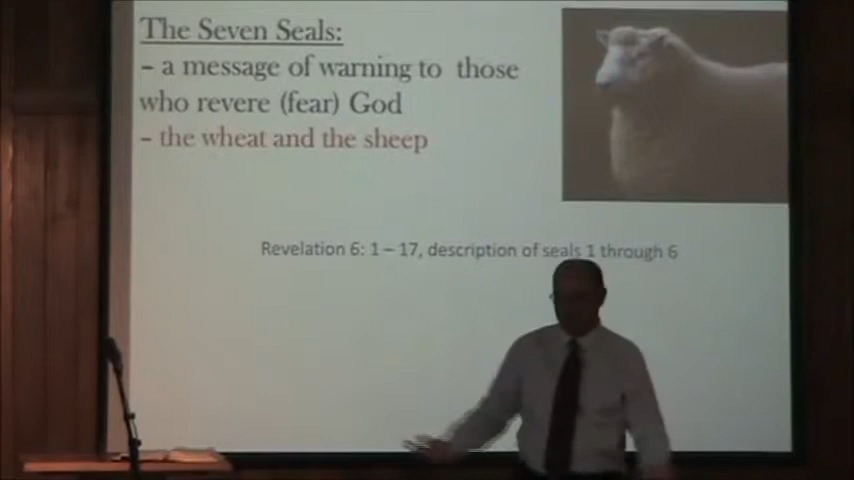 The Seven Seals:
– a message of warning to those
who revere (fear) God
– the wheat and the sheep
Revelation 6: 1 – 17, description of seals 1 through 6